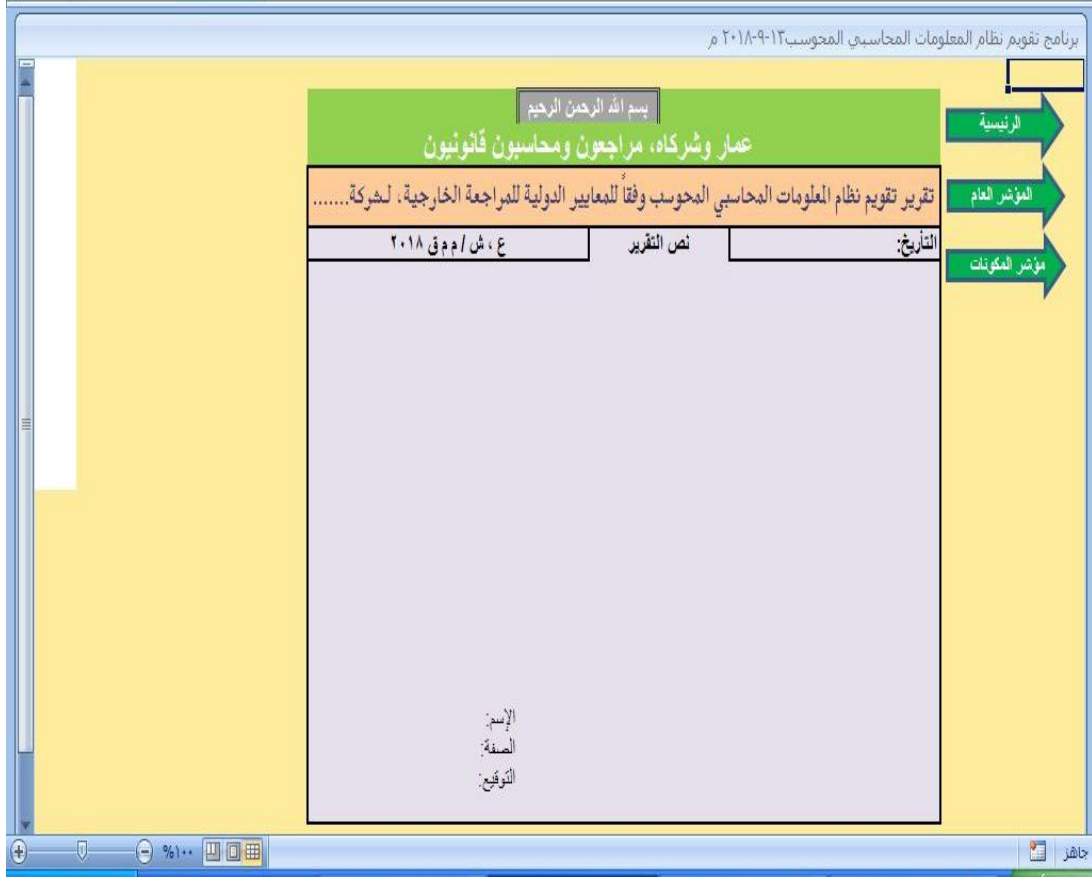 برنامج تقويم نظام المعلومات المحاسبي المحوسب١٣-٩-٢٠١٨ م
بسم الله الرحمن الرحيم
عمار وشركاه، مراجعون ومحاسبون قانونيون
الرئيسية
تقرير تقويم نظام المعلومات المحاسبي المحوسب وفقاً للمعايير الدولية للمراجعة الخارجية، لـشركة.......
المؤشر العام
التأريخ: نص التقرير ع ، ش / م م ق ٢٠١٨
مؤشر المكونات
الإسم:
الصفة:
التوقيع:
جاهز %١٠٠